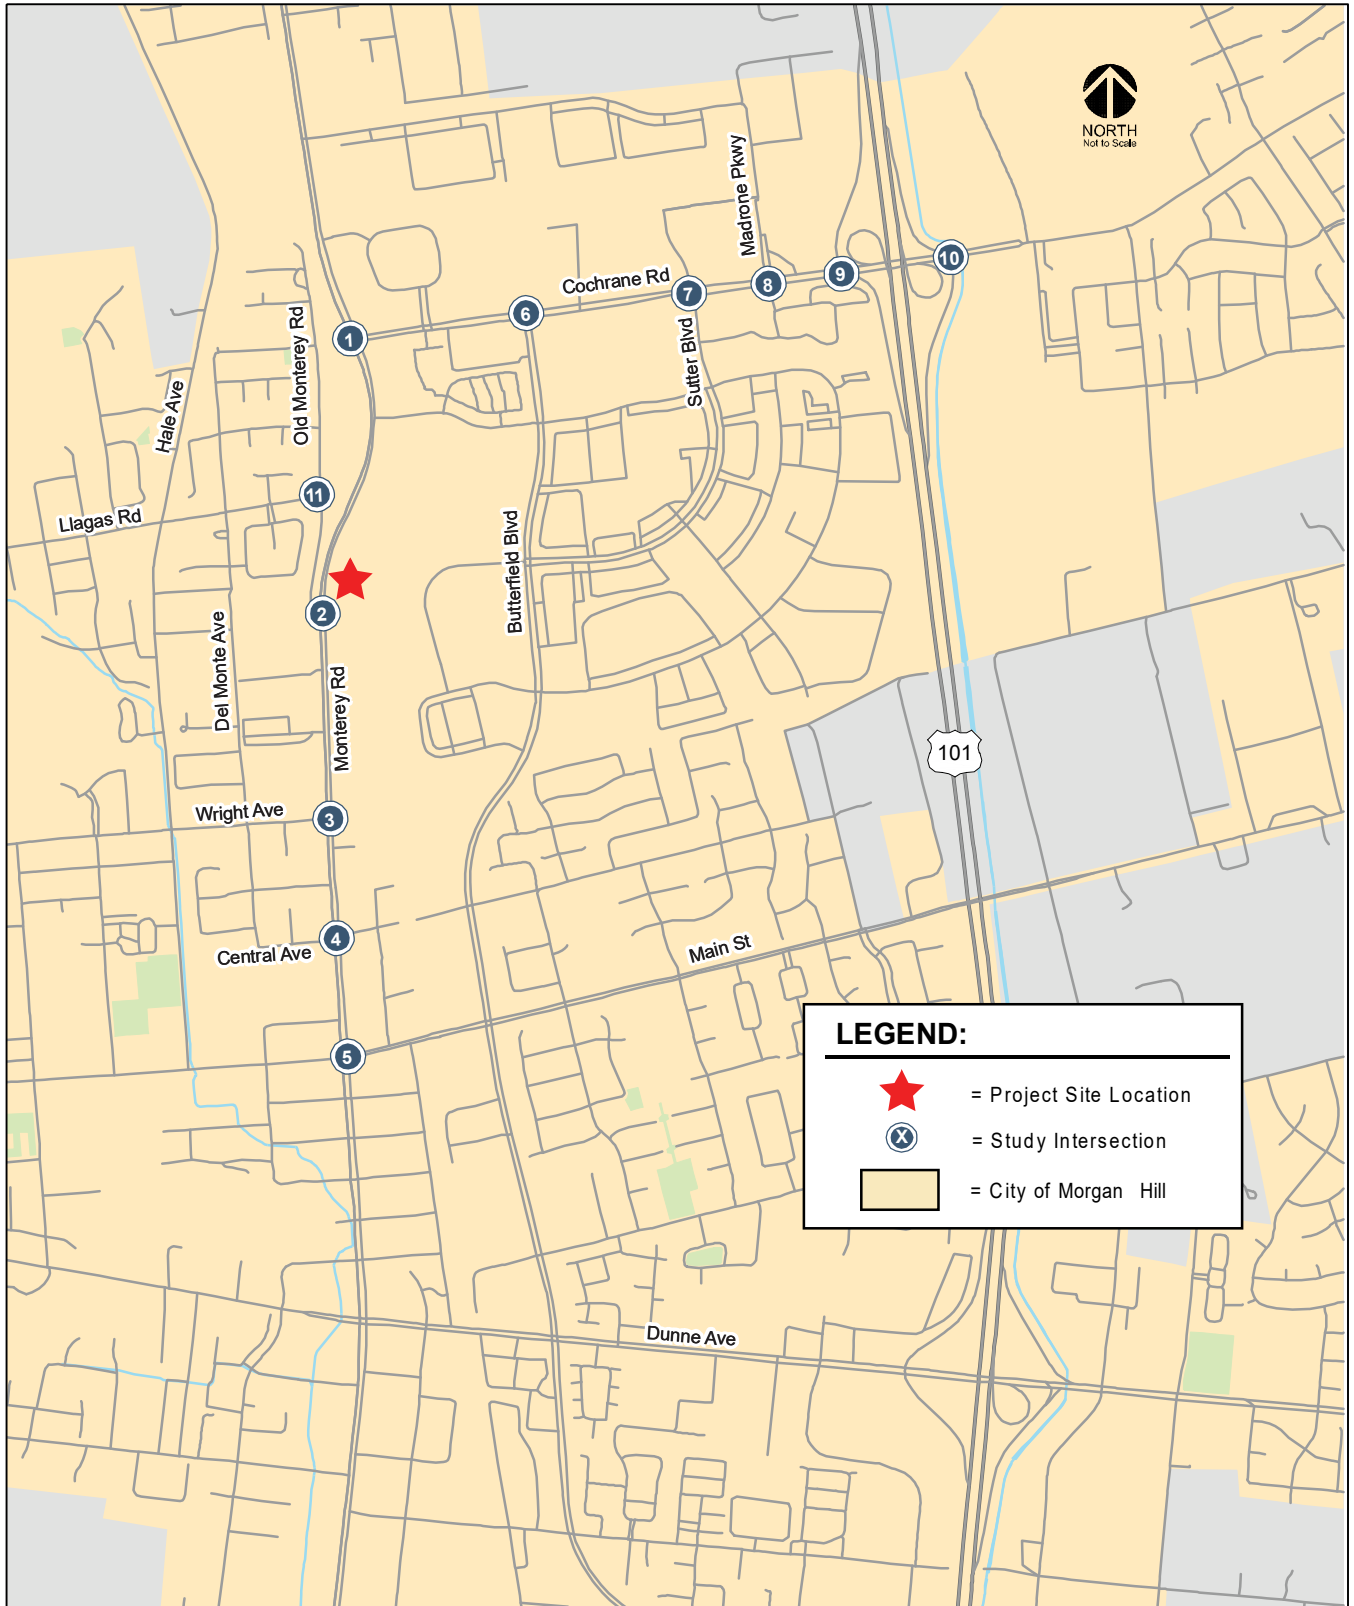 NORTH
Not to Scale
Madrone Pkwy
10
9
8
Cochrane Rd
7
6
1
Old Monterey Rd
Sutter Blvd
Hale Ave
11
Llagas Rd
Butterfield Blvd
2
Del Monte Ave
Monterey Rd
101
Wright Ave
3
4
Central Ave
Main St
5
LEGEND:
= Project Site Location
X
= Study Intersection
= City of Morgan Hill
Dunne Ave